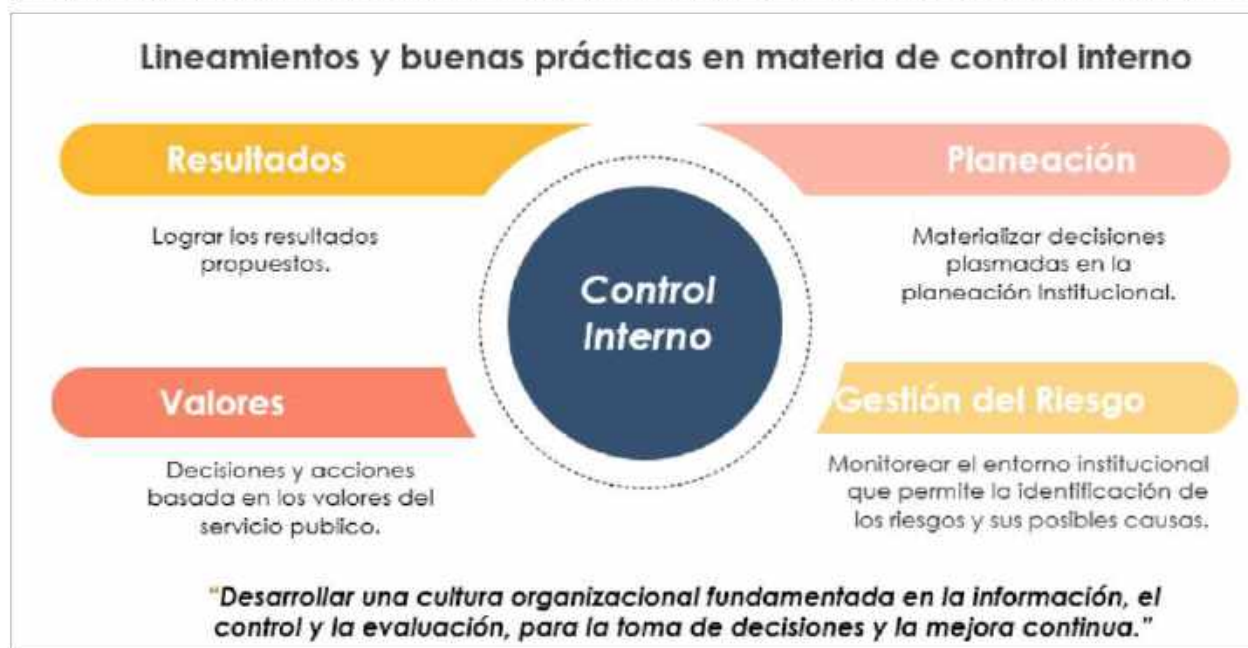 Lineamientos y buenas prácticas en materia de control interno
Resultados
Lograr los resultados
propuestos.
Planeación
Materializar decisiones
plasmadas en la
planeación Institucional.
Control
Interno
Valores
Decisiones y acciones
basada en los valores del
servicio publico.
Gestión del Riesgo
Monitorear el entorno institucional
que permite la identificación de
los riesgos y sus posibles causas.
"Desarrollar una cultura organizacional fundamentada en la información, el
control y la evaluación, para la toma de decisiones y la mejora continua."